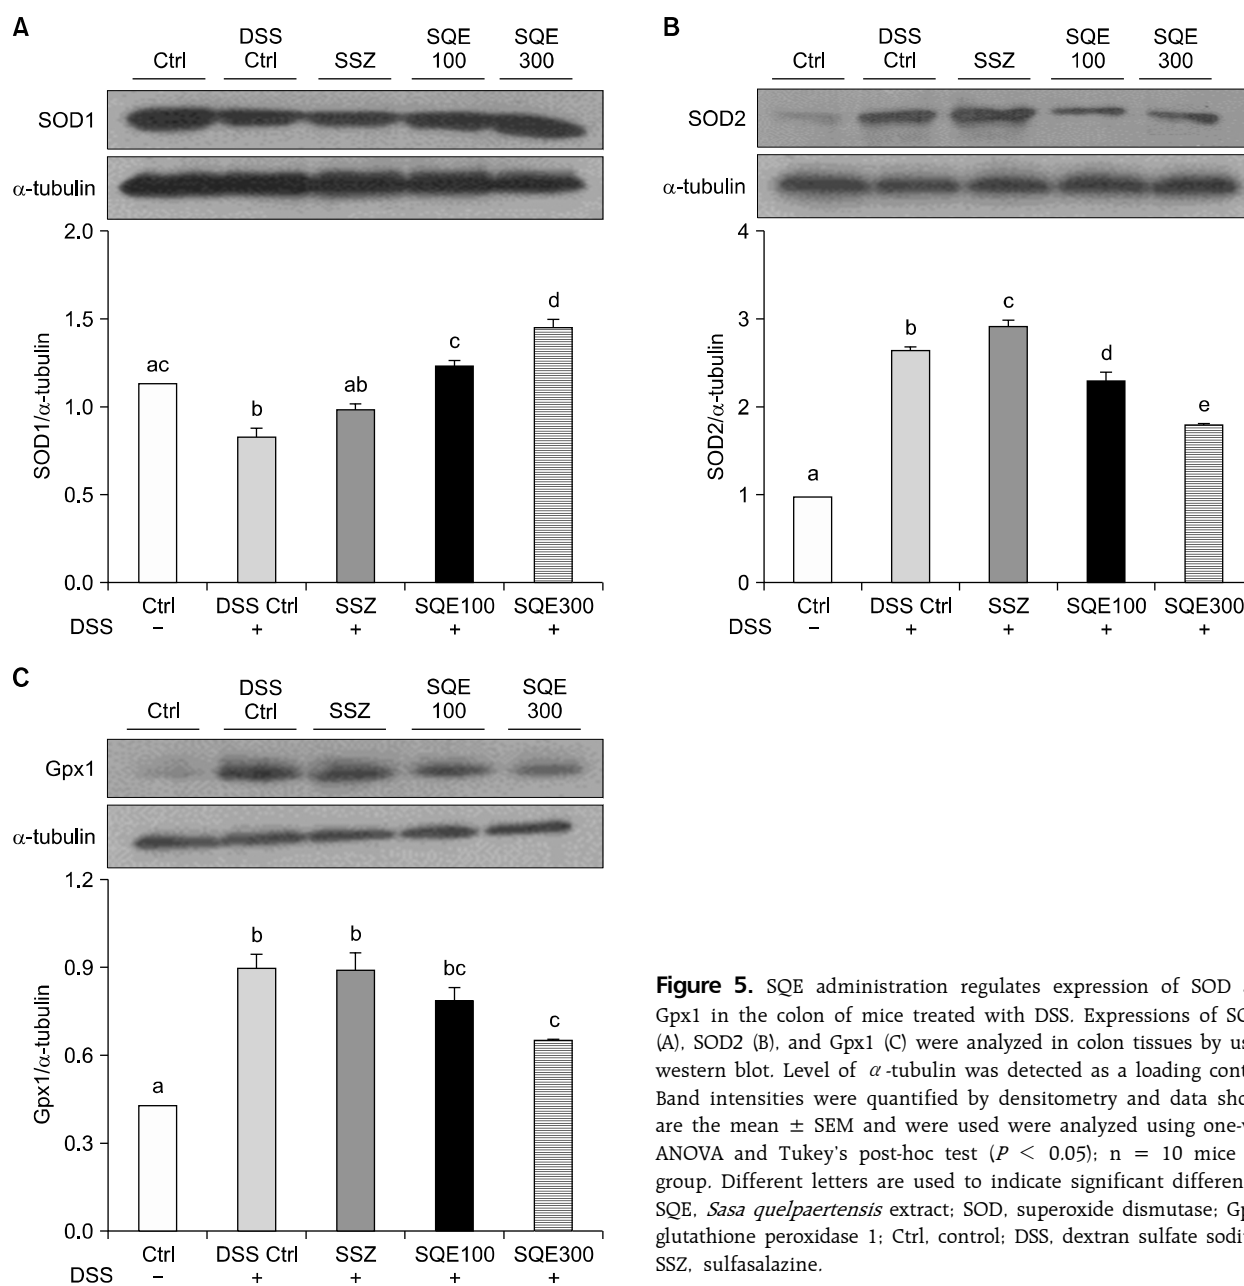 A
DSS SQE SQE
Ctrl Ctrl SSZ 100 300
SOD1
α-tubulin
2.0
1.5
1.0
0.5
0.0
SOD1/α-tubulin
ac b ab c d
Ctrl DSS Ctrl SSZ SQE100 SQE300
DSS − + + + +
B
DSS SQE SQE
Ctrl Ctrl SSZ 100 300
SOD2
α-tubulin
4
3
2
1
0
SOD2/α-tubulin
a b c d e
Ctrl DSS Ctrl SSZ SQE100 SQE300
DSS − + + + +
C
DSS SQE SQE
Ctrl Ctrl SSZ 100 300
Gpx1
α-tubulin
1.2
0.9
0.6
0.3
0.0
Gpx1/α-tubulin
a b b bc c
Ctrl DSS Ctrl SSZ SQE100 SQE300
DSS − + + + +
Figure 5. SQE administration regulates expression of SOD
Gpx1 in the colon of mice treated with DSS. Expressions of
(A), SOD2 (B), and Gpx1 (C) were analyzed in colon tissues by
western blot. Level of α-tubulin was detected as a loading
Band intensities were quantified by densitometry and data
are the mean ± SEM and were used were analyzed using
ANOVA and Tukey's post-hoc test (P < 0.05); n = 10 mice
group. Different letters are used to indicate significant
SQE, Sasa quelpaertensis extract; SOD, superoxide dismutase;
glutathione peroxidase 1; Ctrl, control; DSS, dextran sulfate
SSZ, sulfasalazine.